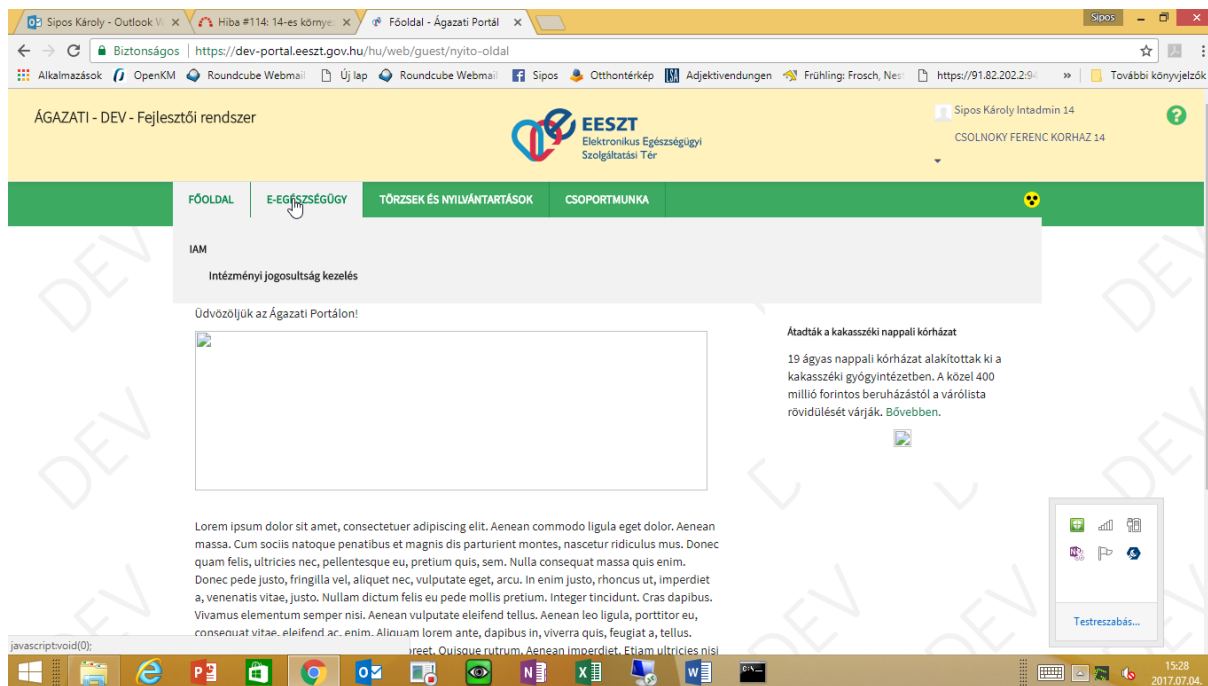 Sipos Károly - Outlook W
Hiba #114: 14-es környe
Főoldal - Ágazati Portál
Sipos
Biztonságos
https://dev-portal.eeszt.gov.hu/hu/web/guest/nyito-oldal
Alkalmazások
OpenKM
Roundcube Webmail
Új lap
Roundcube Webmail
Sipos
Otthontérkép
Adjektivendungen
Frühling: Frosch, Nes
https://91.82.202.2:94
»
További könyvjelzők
ÁGAZATI - DEV - Fejlesztői rendszer
EESZT
Elektronikus Egészségügyi
Szolgáltatási Tér
Sipos Károly Intadmin 14
CSOLNOKY FERENC KORHAZ 14
FŐOLDAL
E-EGÉSZSÉGÜGY
TÖRZSEK ÉS NYILVÁNTARTÁSOK
CSOPORTMUNKA
IAM
Intézményi jogosultság kezelés
Üdvözöljük az Ágazati Portálon!
Átadták a kakasszéki nappali kórházat
19 ágyas nappali kórházat alakítottak ki a
kakasszéki gyógyintézetben. A közel 400
millió forintos beruházástól a várólista
rövidülését várják. Bővebben.
Lorem ipsum dolor sit amet, consectetuer adipiscing elit. Aenean commodo ligula eget dolor. Aenean
massa. Cum sociis natoque penatibus et magnis dis parturient montes, nascetur ridiculus mus. Donec
quam felis, ultricies nec, pellentesque eu, pretium quis, sem. Nulla consequat massa quis enim.
Donec pede justo, fringilla vel, aliquet nec, vulputate eget, arcu. In enim justo, rhoncus ut, imperdiet
a, venenatis vitae, justo. Nullam dictum felis eu pede mollis pretium. Integer tincidunt. Cras dapibus.
Vivamus elementum semper nisi. Aenean vulputate eleifend tellus. Aenean leo ligula, porttitor eu,
consequat vitae, eleifend ac, enim. Aliquam lorem ante, dapibus in, viverra quis, feugiat a, tellus.
Quisque rutrum. Aenean imperdiet. Etiam ultricies nisi
DEV
DEV
DEV
DEV
DEV
DEV
DEV
Testreszabás...
javascript:void(0);
15:28
2017.07.04.